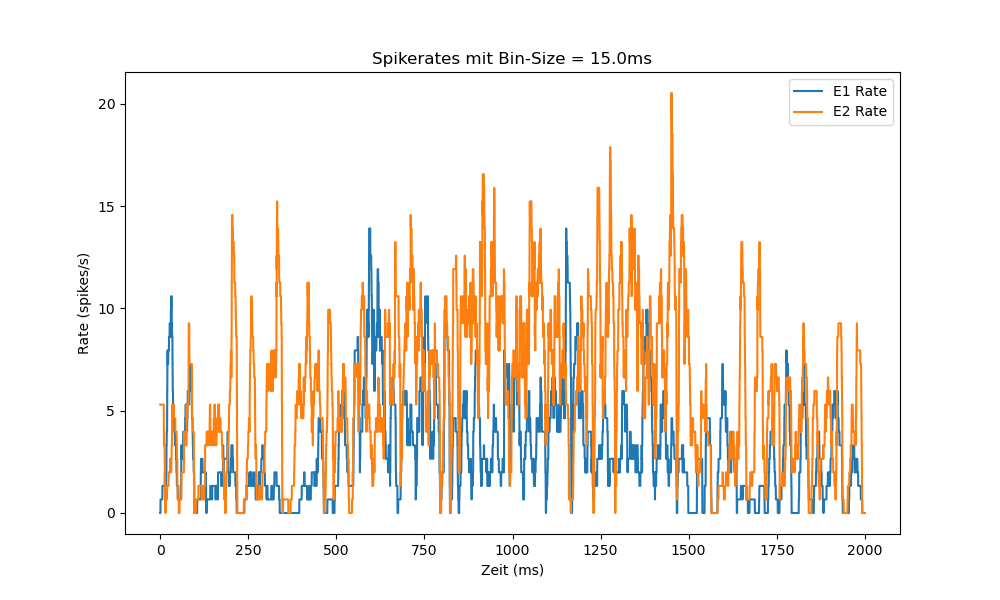 Spikerates mit Bin-Size = 15.0ms
E1 Rate
E2 Rate
20
15
10
5
0
Rate (spikes/s)
0 250 500 750 1000 1250 1500 1750 2000
Zeit (ms)